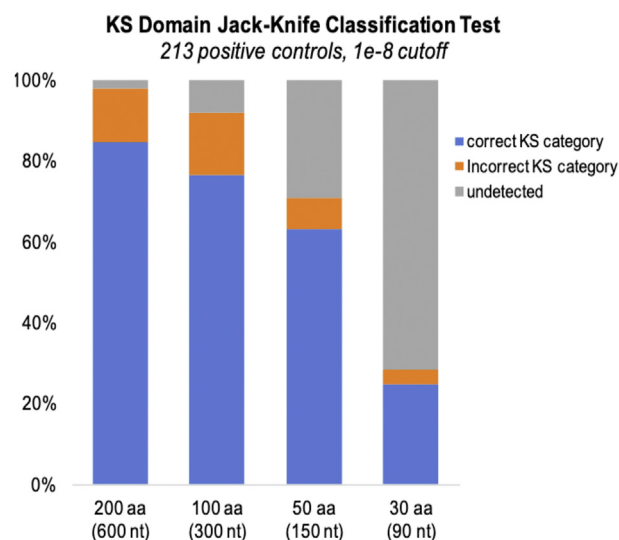 KS Domain Jack-Knife Classification Test
213 positive controls, 1e-8 cutoff
100%
80%
60%
40%
20%
0%
correct KS category
Incorrect KS category
undetected
200 aa
(600 nt)
100 aa
(300 nt)
50 aa
(150 nt)
30 aa
(90 nt)